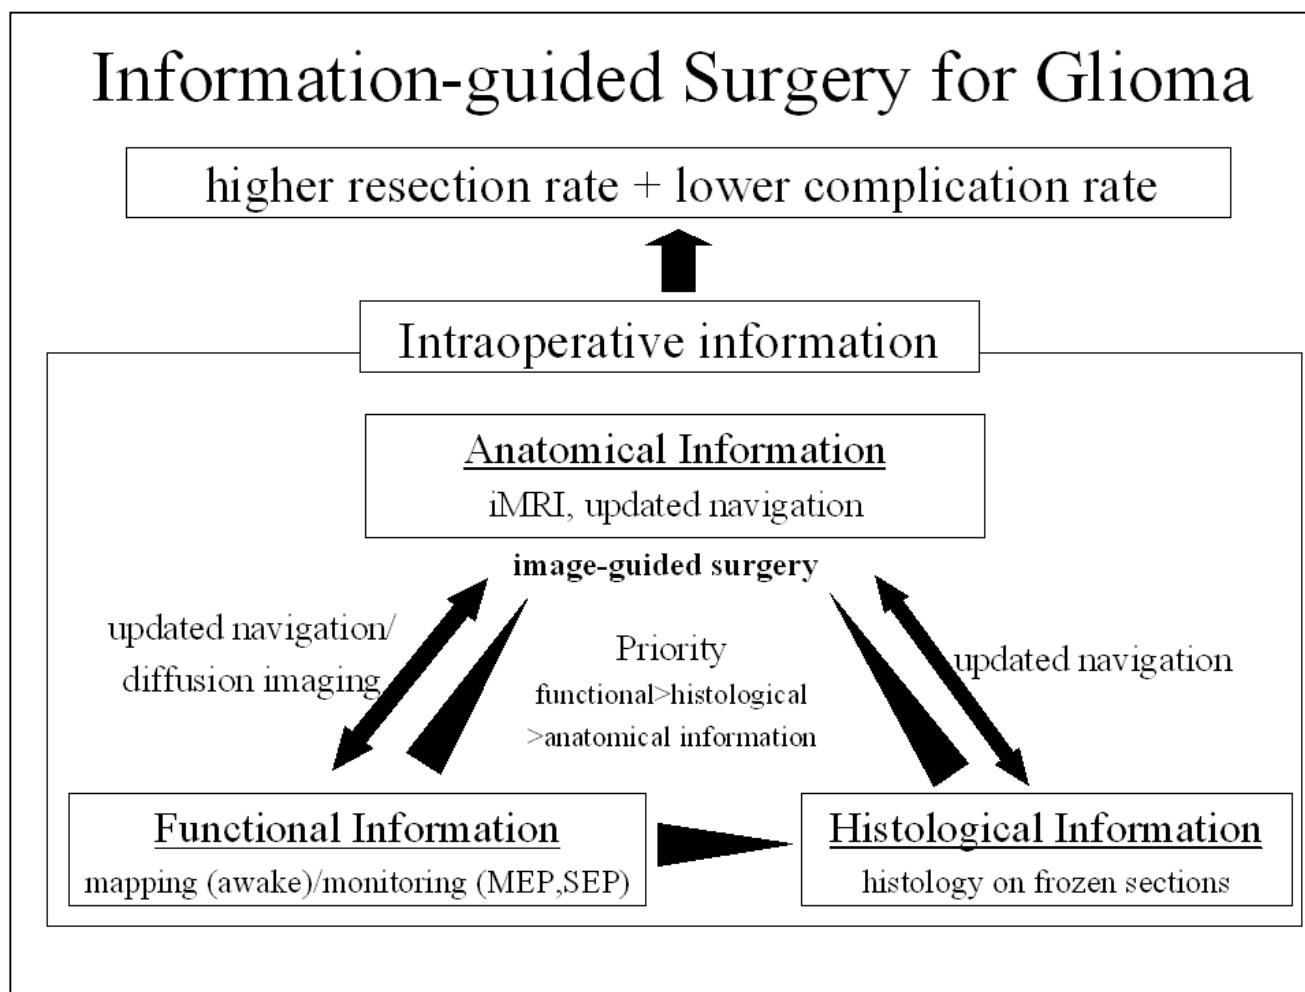 Information-guided Surgery for Glioma
higher resection rate + lower complication rate
Intraoperative information
Anatomical Information
iMRI, updated navigation
image-guided surgery
updated navigation/
diffusion imaging
Priority
functional>histological
>anatomical information
updated navigation
Functional Information
mapping (awake)/monitoring (MEP,SEP)
Histological Information
histology on frozen sections